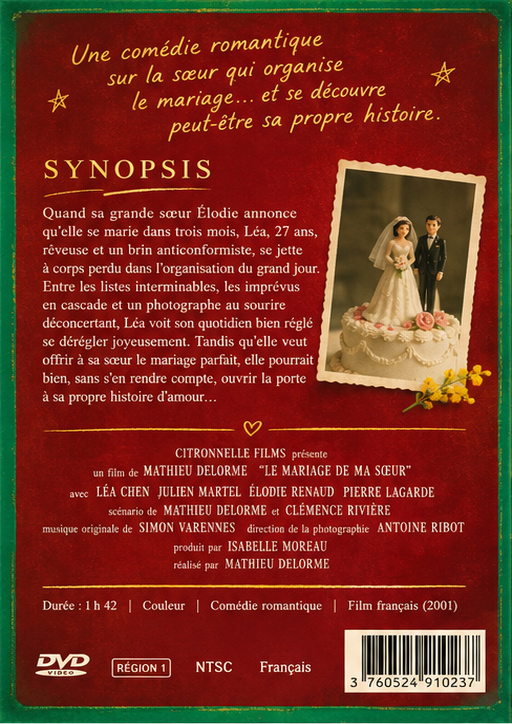 Une comédie romantique
sur la sœur qui organise
le mariage... et se découvre
peut-être sa propre histoire.
SYNOPSIS
Quand sa grande sœur Élodie annonce
qu'elle se marie dans trois mois, Léa, 27 ans,
rêveuse et un brin anticonformiste, se jette
à corps perdu dans l'organisation du grand jour.
Entre les listes interminables, les imprévus
en cascade et un photographe au sourire
déconcertant, Léa voit son quotidien bien réglé
se dérégler joyeusement. Tandis qu'elle veut
offrir à sa sœur le mariage parfait, elle pourrait
bien, sans s'en rendre compte, ouvrir la porte
à sa propre histoire d'amour...
CITRONNELLE FILMS présente
un film de MATHIEU DELORME "LE MARIAGE DE MA SŒUR"
avec LÉA CHEN JULIEN MARTEL ÉLODIE RENAUD PIERRE LAGARDE
scénario de MATHIEU DELORME et CLÉMENCE RIVIÈRE
musique originale de SIMON VARENNES direction de la photographie ANTOINE RIBOT
produit par ISABELLE MOREAU
réalisé par MATHIEU DELORME
Durée : 1 h 42 | Couleur | Comédie romantique | Film français (2001)
DVD VIDEO RÉGION 1 NTSC Français
3 760524 910237